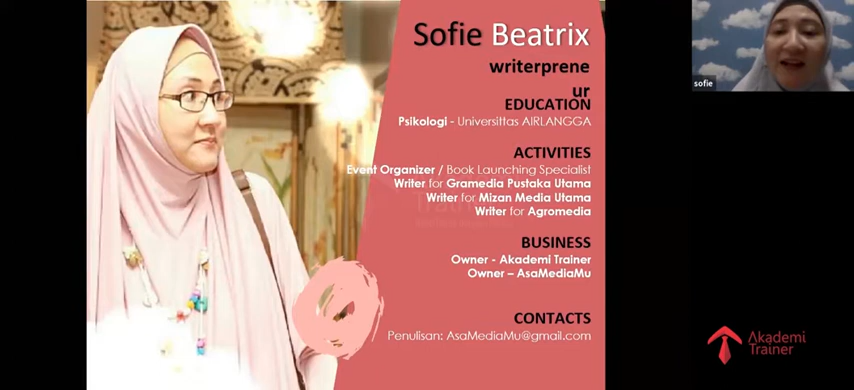 Sofie Beatrix
writerprene
ur
EDUCATION
Psikologi - Universittas AIRLANGGA
ACTIVITIES
Event Organizer / Book Launching Specialist
Writer for Gramedia Pustaka Utama
Writer for Mizan Media Utama
Writer for Agromedia
BUSINESS
Owner - Akademi Trainer
Owner – AsaMediaMu
CONTACTS
Penulisan: AsaMediaMu@gmail.com
sofie
Akademi
Trainer